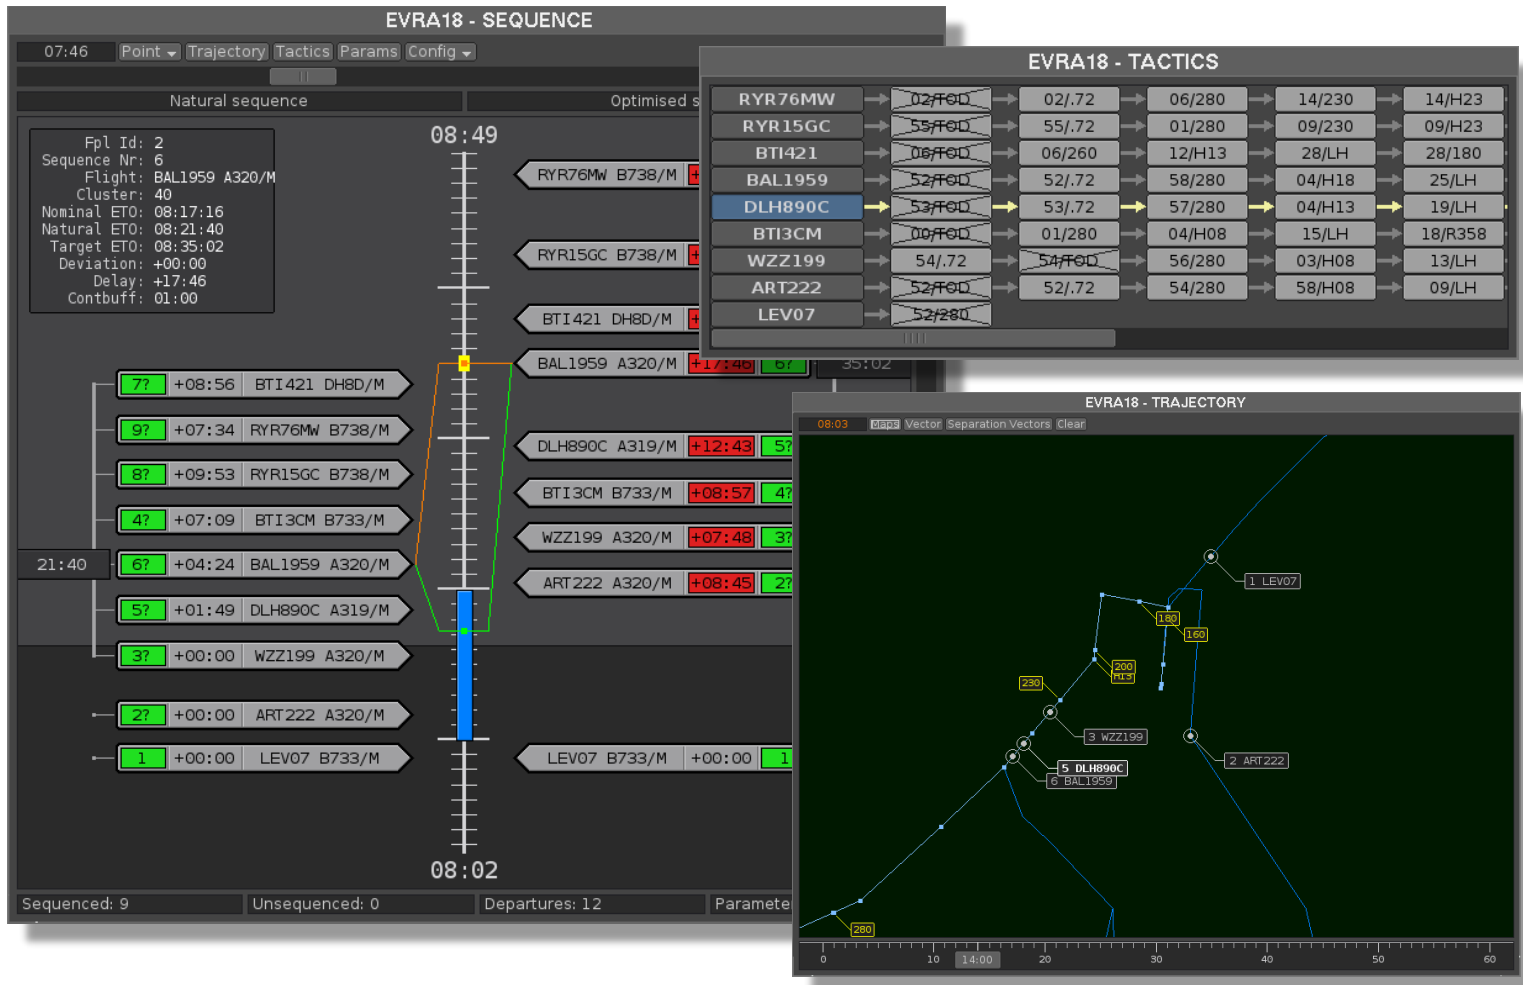 EVRA18 - SEQUENCE
07:46 Point Trajectory Tactics Params Config
Natural sequence
Optimised s
Fpl Id: 2
Sequence Nr: 6
Flight: BAL1959 A320/M
Cluster: 40
Nominal ETO: 08:17:16
Natural ETO: 08:21:40
Target ETO: 08:35:02
Deviation: +00:00
Delay: +17:46
Contbuff: 01:00
08:49
RYR76MW B738/M +
RYR15GC B738/M +
BTI421 DH8D/M +
BAL1959 A320/M +17:46 6? 35:02
7? +08:56 BTI421 DH8D/M
9? +07:34 RYR76MW B738/M
DLH890C A319/M +12:43 5?
8? +09:53 RYR15GC B738/M
BTI3CM B733/M +08:57 4?
4? +07:09 BTI3CM B733/M
WZZ199 A320/M +07:48 3?
21:40 6? +04:24 BAL1959 A320/M
ART222 A320/M +08:45 2?
5? +01:49 DLH890C A319/M
3? +00:00 WZZ199 A320/M
2? +00:00 ART222 A320/M
1 +00:00 LEV07 B733/M
LEV07 B733/M +00:00 1
08:02
Sequenced: 9 Unsequenced: 0 Departures: 12 Paramete
EVRA18 - TACTICS
RYR76MW 02/TOD 02/.72 06/280 14/230 14/H23
RYR15GC 55/TOD 55/.72 01/280 09/230 09/H23
BTI421 06/TOD 06/260 12/H13 28/LH 28/180
BAL1959 52/TOD 52/.72 58/280 04/H18 25/LH
DLH890C 53/TOD 53/.72 57/280 04/H13 19/LH
BTI3CM 00/TOD 01/280 04/H08 15/LH 18/R358
WZZ199 54/.72 54/TOD 56/280 03/H08 13/LH
ART222 52/TOD 52/.72 54/280 58/H08 09/LH
LEV07 52/280
EVRA18 - TRAJECTORY
08:03 Maps Vector Separation Vectors Clear
1 LEV07
180
160
200
H13
230
3 WZZ199
2 ART222
5 DLH890C
6 BAL1959
280
0 10 14:00 20 30 40 50 60